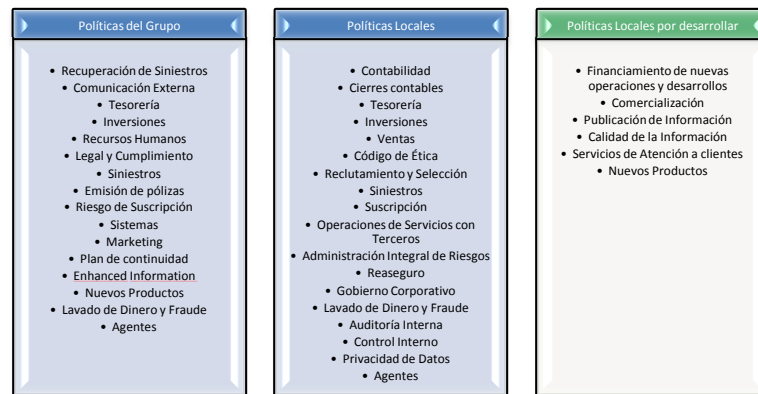 Políticas del Grupo
• Recuperación de Siniestros
• Comunicación Externa
• Tesorería
• Inversiones
• Recursos Humanos
• Legal y Cumplimiento
• Siniestros
• Emisión de pólizas
• Riesgo de Suscripción
• Sistemas
• Marketing
• Plan de continuidad
• Enhanced Information
• Nuevos Productos
• Lavado de Dinero y Fraude
• Agentes
Políticas Locales
• Contabilidad
• Cierres contables
• Tesorería
• Inversiones
• Ventas
• Código de Ética
• Reclutamiento y Selección
• Siniestros
• Suscripción
• Operaciones de Servicios con
Terceros
• Administración Integral de Riesgos
• Reaseguro
• Gobierno Corporativo
• Lavado de Dinero y Fraude
• Auditoría Interna
• Control Interno
• Privacidad de Datos
• Agentes
Políticas Locales por desarrollar
• Financiamiento de nuevas
operaciones y desarrollos
• Comercialización
• Publicación de Información
• Calidad de la Información
• Servicios de Atención a clientes
• Nuevos Productos